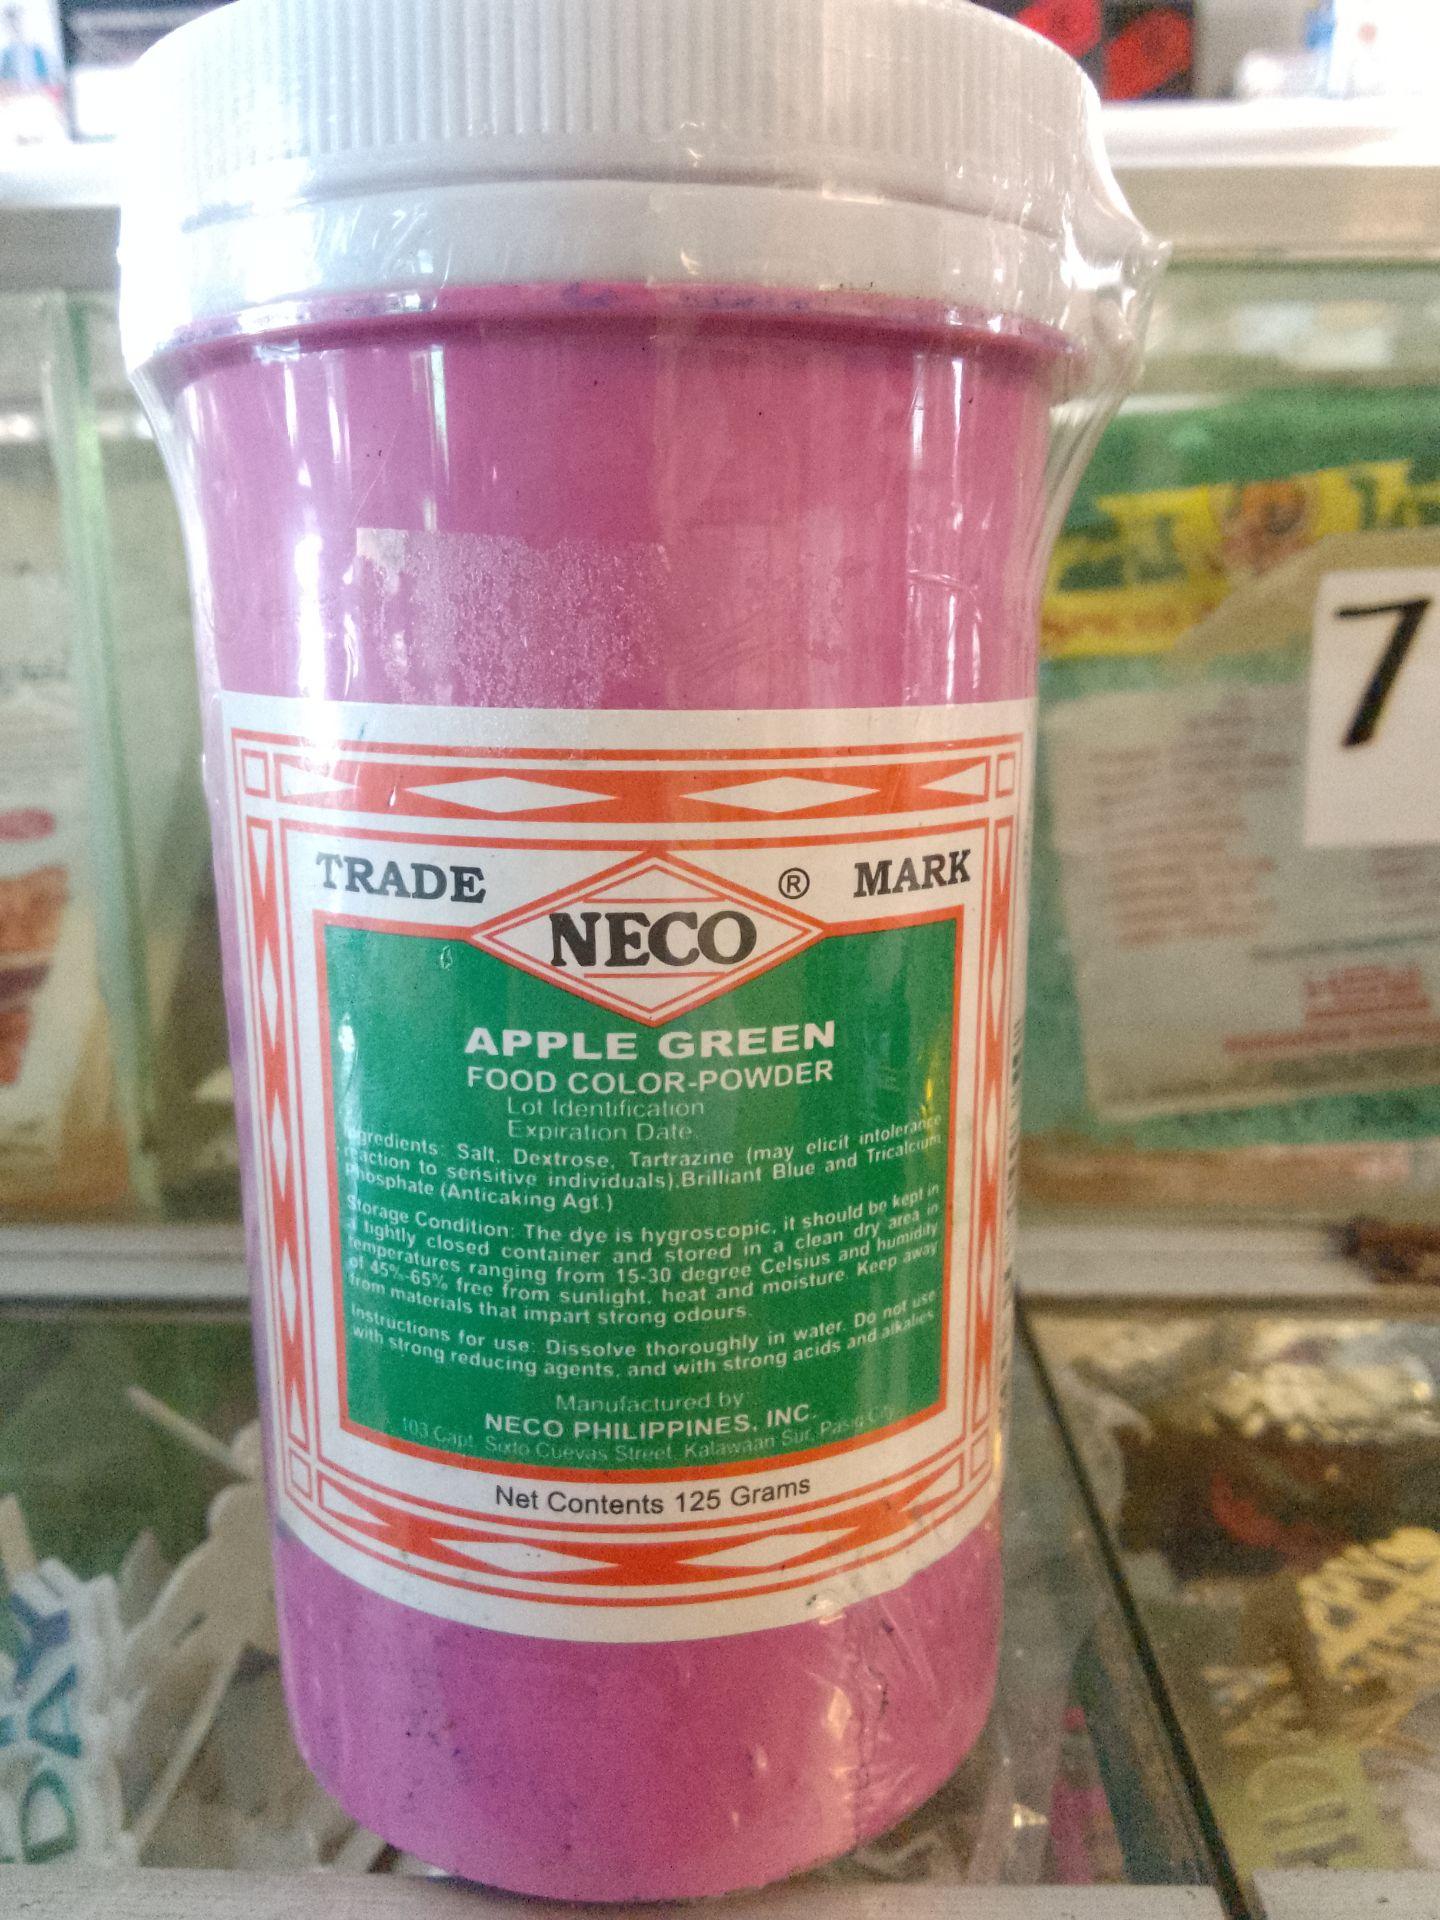 TRADE ® MARK
NECO
APPLE GREEN
FOOD COLOR-POWDER
Lot Identification
Expiration Date
Ingredients: Salt, Dextrose, Tartrazine (may elicit intolerance
reaction to sensitive individuals),Brilliant Blue and Tricalcium
Phosphate (Anticaking Agt.)
Storage Condition: The dye is hygroscopic, it should be kept in
a tightly closed container and stored in a clean dry area in
temperatures ranging from 15-30 degree Celsius and humidity
of 45%-65% free from sunlight, heat and moisture. Keep away
from materials that impart strong odours.
Instructions for use: Dissolve thoroughly in water. Do not use
with strong reducing agents, and with strong acids and alkalies.
Manufactured by
NECO PHILIPPINES, INC.
103 Capt. Sixto Cuevas Street, Kalawaan Sur, Pasig City
Net Contents 125 Grams
7
DAY